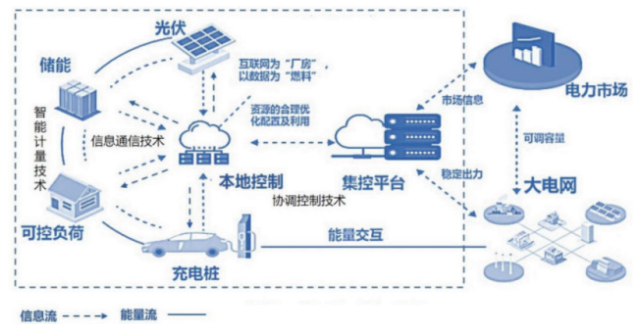 光伏
储能
互联网为“厂房”,
以数据为“燃料”
电力市场
市场信息
资源的合理优
化配置及利用
智能计量技术
信息通信技术
可调容量
本地控制
集控平台
稳定出力
大电网
协调控制技术
可控负荷
能量交互
充电桩
信息流
能量流